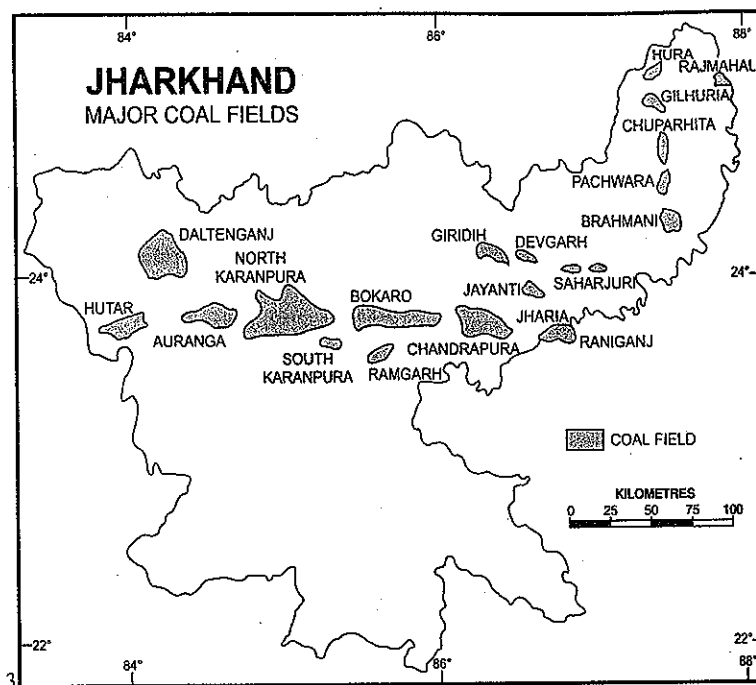 84°
86°
88°
JHARKHAND
MAJOR COAL FIELDS
HURA
RAJMAHAL
GILHURIA
CHUPARHITA
PACHWARA
BRAHMANI
DALTENGANJ
GIRIDIH
DEVGARH
NORTH
KARANPURA
24°
24°
SAHARJURI
HUTAR
BOKARO
JAYANTI
JHARIA
AURANGA
SOUTH
KARANPURA
RAMGARH
CHANDRAPURA
RANIGANJ
COAL FIELD
KILOMETRES
0 25 50 75 100
22°
22°
3
84°
86°
88°